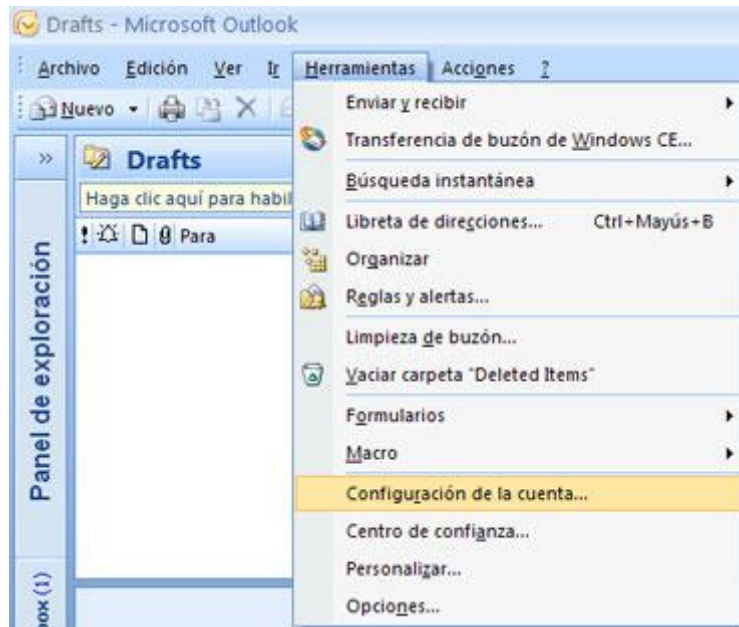 Drafts - Microsoft Outlook
Archivo Edición Ver Ir Herramientas Acciones ?
Nuevo
Enviar y recibir
Transferencia de buzón de Windows CE...
Búsqueda instantánea
Libreta de direcciones... Ctrl+Mayús+B
Organizar
Reglas y alertas...
Limpieza de buzón...
Vaciar carpeta "Deleted Items"
Formularios
Macro
Configuración de la cuenta...
Centro de confianza...
Personalizar...
Opciones...
»
Drafts
Haga clic aquí para habil
! Para
Panel de exploración
box (1)